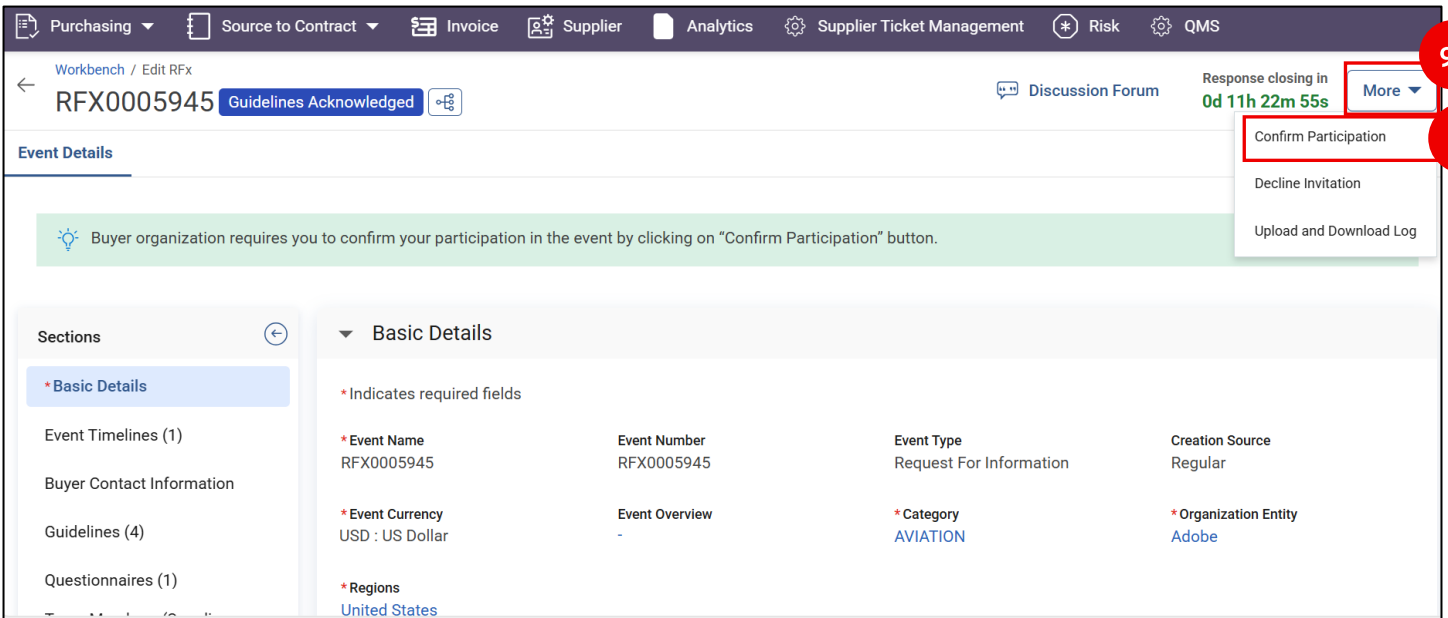 Purchasing Source to Contract Invoice Supplier Analytics Supplier Ticket Management Risk QMS
9
Workbench / Edit RFx
RFX0005945 Guidelines Acknowledged
Discussion Forum
Response closing in
0d 11h 22m 55s
More
Confirm Participation
Decline Invitation
Upload and Download Log
Event Details
Buyer organization requires you to confirm your participation in the event by clicking on “Confirm Participation” button.
Sections
* Basic Details
Event Timelines (1)
Buyer Contact Information
Guidelines (4)
Questionnaires (1)
Basic Details
* Indicates required fields
* Event Name Event Number Event Type Creation Source
RFX0005945 RFX0005945 Request For Information Regular
* Event Currency Event Overview * Category * Organization Entity
USD : US Dollar - AVIATION Adobe
* Regions
United States